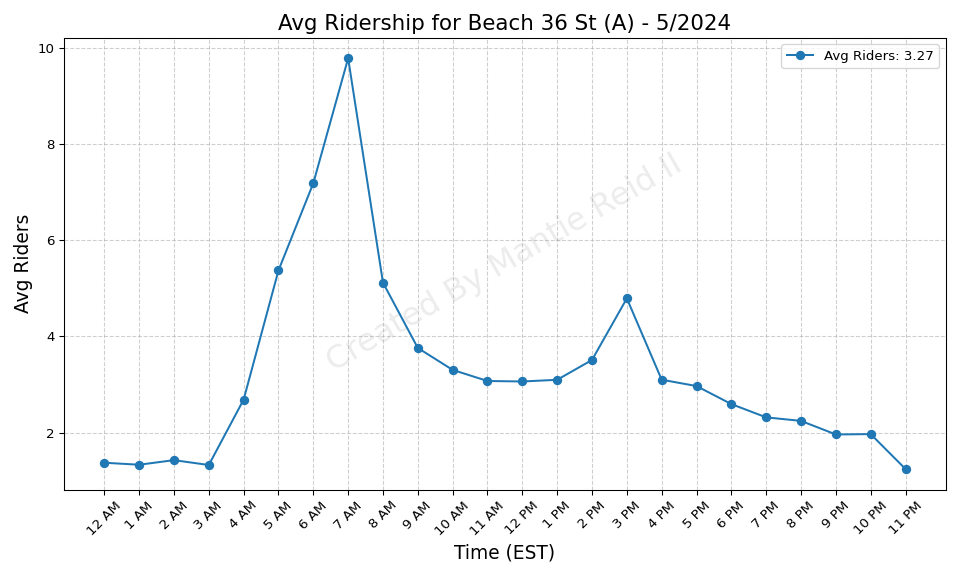 Avg Ridership for Beach 36 St (A) - 5/2024
Avg Riders: 3.27
10
8
6
4
2
Avg Riders
Created By Mantie Reid II
12 AM
1 AM
2 AM
3 AM
4 AM
5 AM
6 AM
7 AM
8 AM
9 AM
10 AM
11 AM
12 PM
1 PM
2 PM
3 PM
4 PM
5 PM
6 PM
7 PM
8 PM
9 PM
10 PM
11 PM
Time (EST)